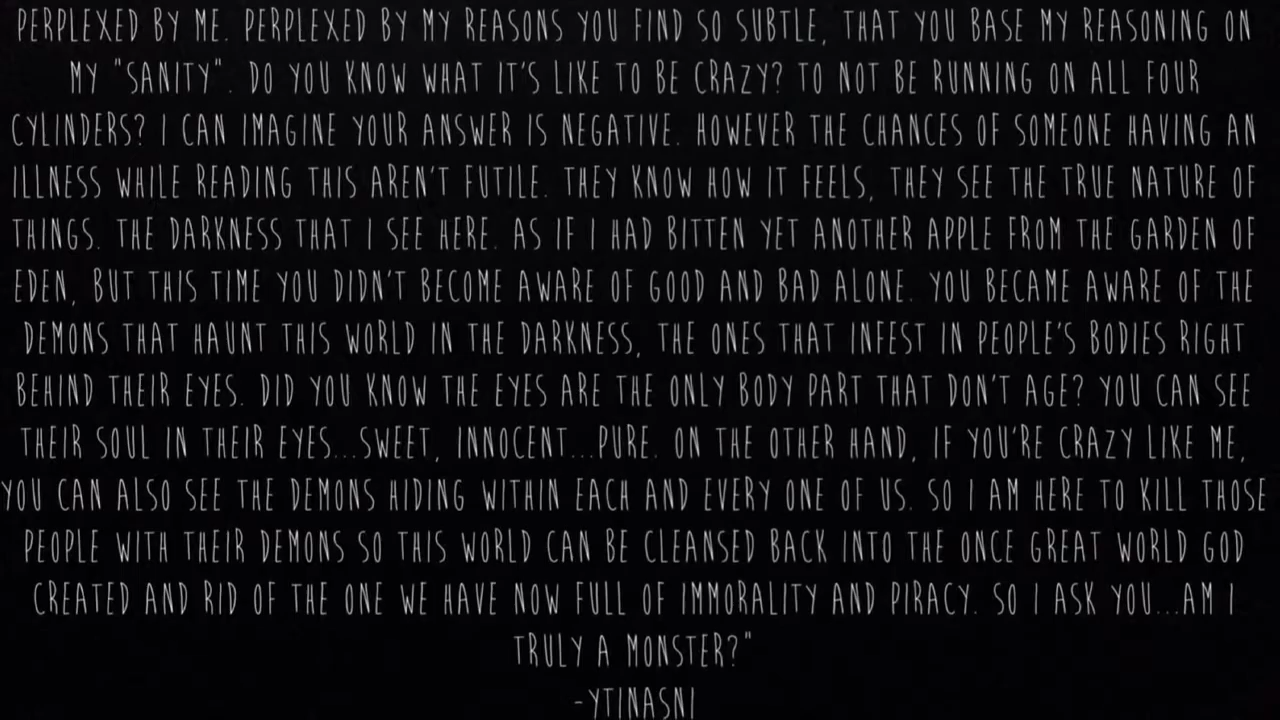 PERPLEXED BY ME. PERPLEXED BY MY REASONS YOU FIND SO SUBTLE, THAT YOU BASE MY REASONING ON
MY "SANITY". DO YOU KNOW WHAT IT'S LIKE TO BE CRAZY? TO NOT BE RUNNING ON ALL FOUR
CYLINDERS? I CAN IMAGINE YOUR ANSWER IS NEGATIVE. HOWEVER THE CHANCES OF SOMEONE HAVING AN
ILLNESS WHILE READING THIS AREN'T FUTILE. THEY KNOW HOW IT FEELS, THEY SEE THE TRUE NATURE OF
THINGS. THE DARKNESS THAT I SEE HERE. AS IF I HAD BITTEN YET ANOTHER APPLE FROM THE GARDEN OF
EDEN, BUT THIS TIME YOU DIDN'T BECOME AWARE OF GOOD AND BAD ALONE. YOU BECAME AWARE OF THE
DEMONS THAT HAUNT THIS WORLD IN THE DARKNESS, THE ONES THAT INFEST IN PEOPLE'S BODIES RIGHT
BEHIND THEIR EYES. DID YOU KNOW THE EYES ARE THE ONLY BODY PART THAT DON'T AGE? YOU CAN SEE
THEIR SOUL IN THEIR EYES...SWEET, INNOCENT...PURE. ON THE OTHER HAND, IF YOU'RE CRAZY LIKE ME,
YOU CAN ALSO SEE THE DEMONS HIDING WITHIN EACH AND EVERY ONE OF US. SO I AM HERE TO KILL THOSE
PEOPLE WITH THEIR DEMONS SO THIS WORLD CAN BE CLEANSED BACK INTO THE ONCE GREAT WORLD GOD
CREATED AND RID OF THE ONE WE HAVE NOW FULL OF IMMORALITY AND PIRACY. SO I ASK YOU...AM I
TRULY A MONSTER?"
-YTINASNI